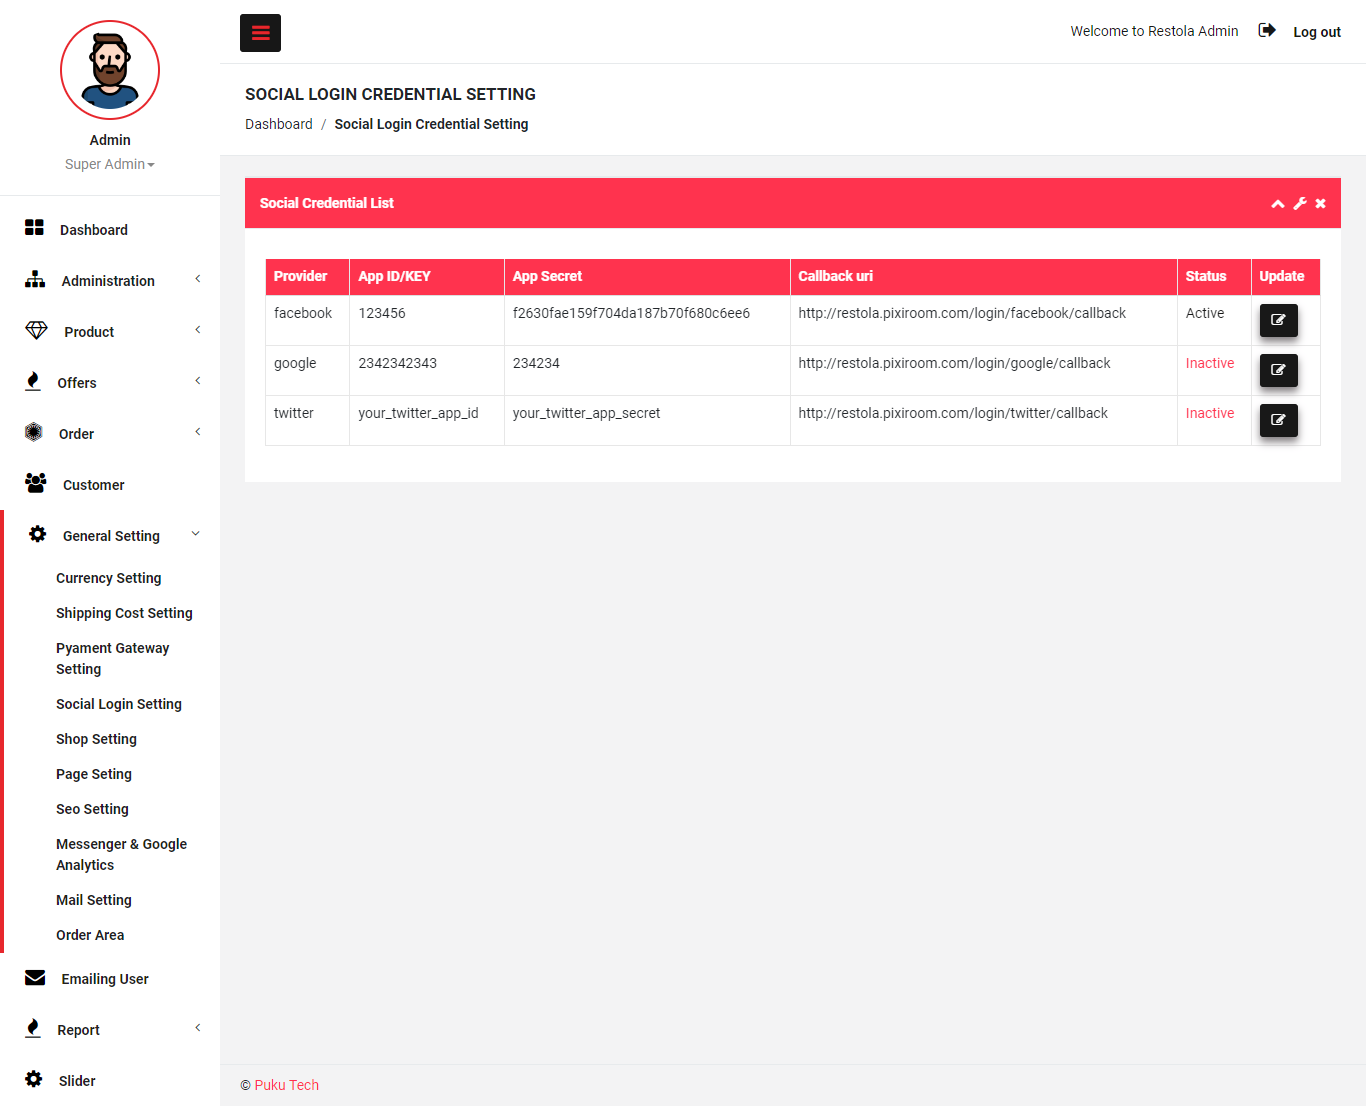 Welcome to Restola Admin
Log out
Admin
Super Admin
Dashboard
Administration
Product
Offers
Order
Customer
General Setting
Currency Setting
Shipping Cost Setting
Pyament Gateway
Setting
Social Login Setting
Shop Setting
Page Seting
Seo Setting
Messenger & Google
Analytics
Mail Setting
Order Area
Emailing User
Report
Slider
SOCIAL LOGIN CREDENTIAL SETTING
Dashboard / Social Login Credential Setting
Social Credential List
Provider App ID/KEY App Secret Callback uri Status Update
facebook 123456 f2630fae159f704da187b70f680c6ee6 http://restola.pixiroom.com/login/facebook/callback Active
google 2342342343 234234 http://restola.pixiroom.com/login/google/callback Inactive
twitter your_twitter_app_id your_twitter_app_secret http://restola.pixiroom.com/login/twitter/callback Inactive
© Puku Tech